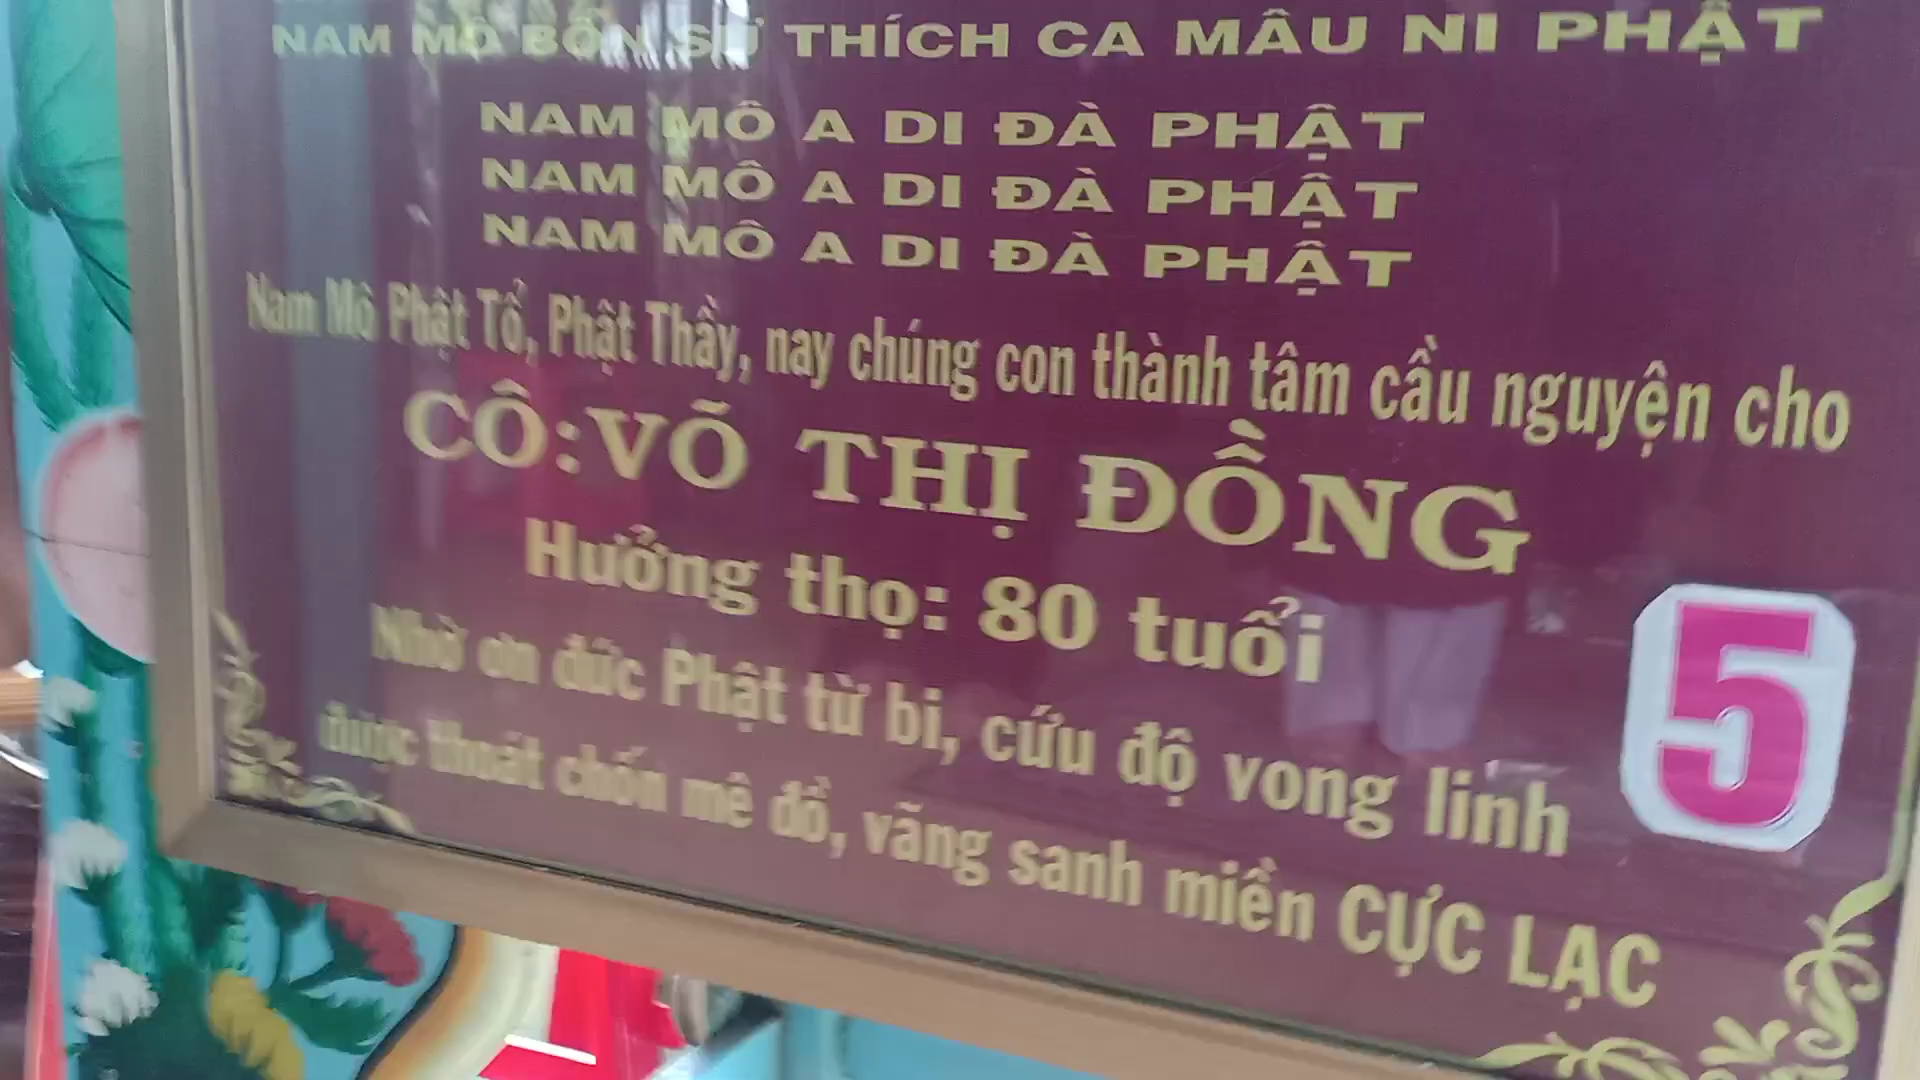 NAM MÔ BỔN SƯ THÍCH CA MÂU NI PHẬT
NAM MÔ A DI ĐÀ PHẬT
NAM MÔ A DI ĐÀ PHẬT
NAM MÔ A DI ĐÀ PHẬT
Nam Mô Phật Tổ, Phật Thầy, nay chúng con thành tâm cầu nguyện cho
CÔ:VÕ THỊ ĐỒNG
Hưởng thọ: 80 tuổi
Nhờ ơn đức Phật từ bi, cứu độ vong linh
được thoát chốn mê đồ, vãng sanh miền CỰC LẠC
5